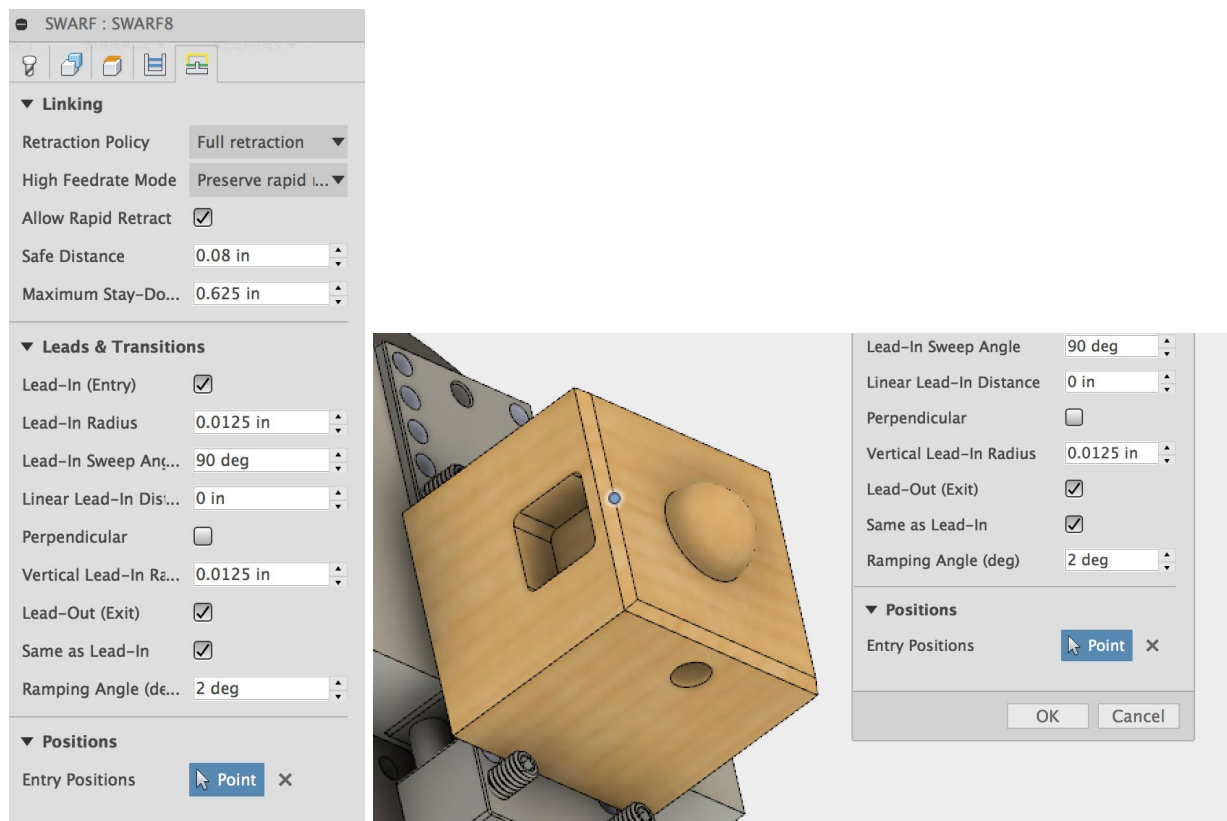 SWARF : SWARF8
Linking
Retraction Policy Full retraction
High Feedrate Mode Preserve rapid ...
Allow Rapid Retract
Safe Distance 0.08 in
Maximum Stay-Do... 0.625 in
Leads & Transitions
Lead-In (Entry)
Lead-In Radius 0.0125 in
Lead-In Sweep Ang... 90 deg
Linear Lead-In Dis... 0 in
Perpendicular
Vertical Lead-In Ra... 0.0125 in
Lead-Out (Exit)
Same as Lead-In
Ramping Angle (de... 2 deg
Positions
Entry Positions Point
Lead-In Sweep Angle 90 deg
Linear Lead-In Distance 0 in
Perpendicular
Vertical Lead-In Radius 0.0125 in
Lead-Out (Exit)
Same as Lead-In
Ramping Angle (deg) 2 deg
Positions
Entry Positions Point
OK Cancel